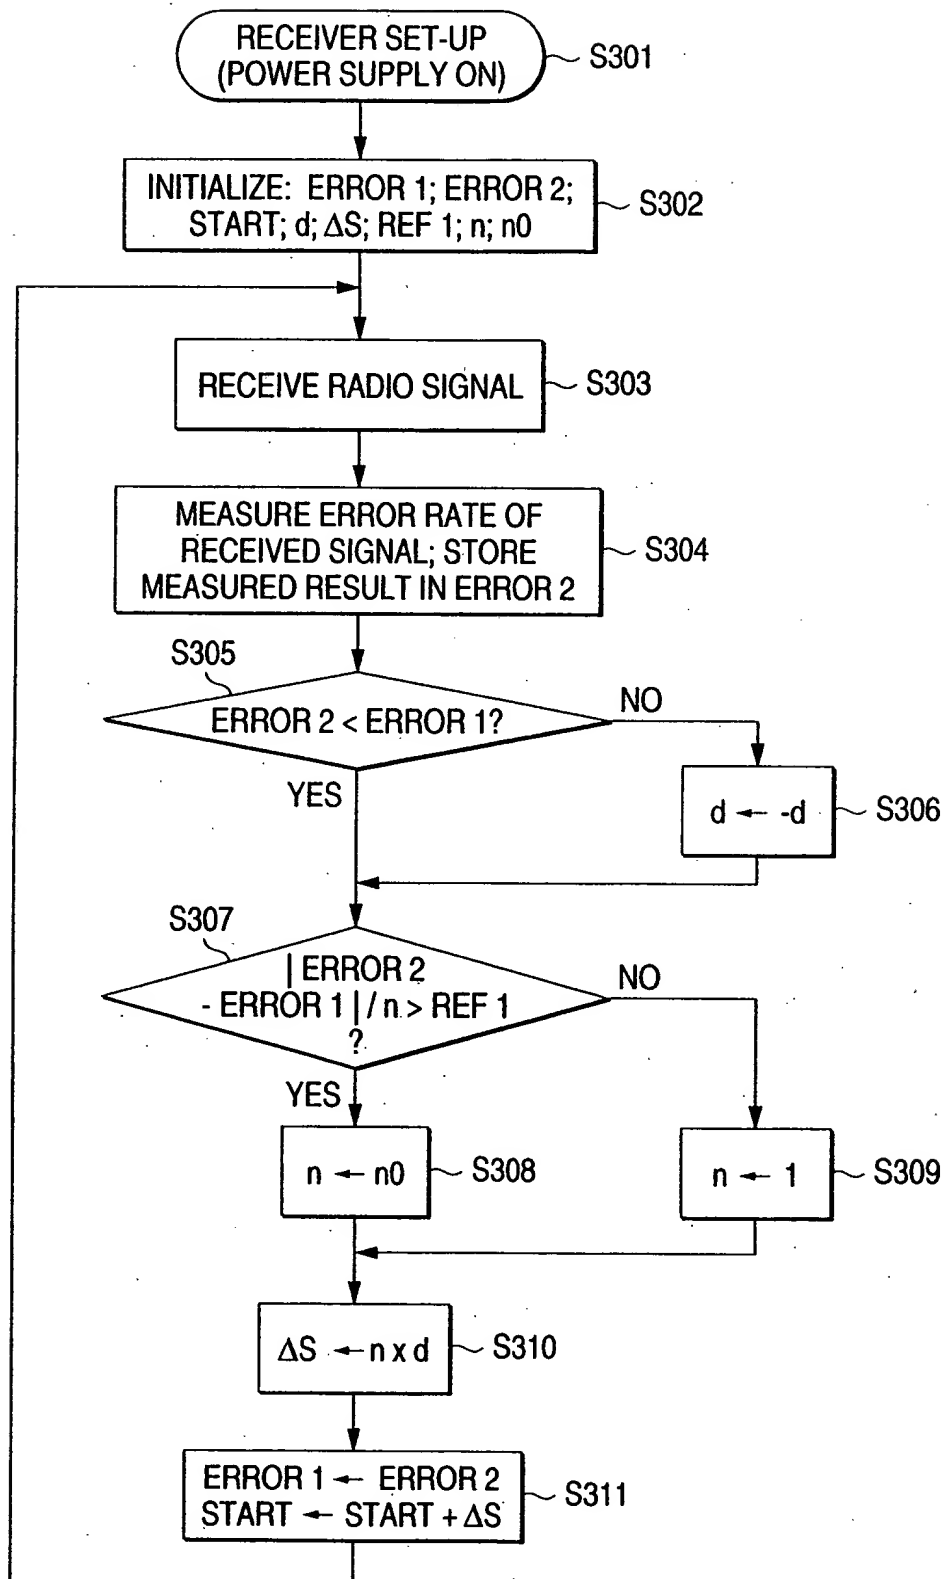 RECEIVER SET-UP
(POWER SUPPLY ON)
S301
INITIALIZE: ERROR 1; ERROR 2;
START; d; ΔS; REF 1; n; n0
S302
RECEIVE RADIO SIGNAL
S303
MEASURE ERROR RATE OF
RECEIVED SIGNAL; STORE
MEASURED RESULT IN ERROR 2
S304
S305
ERROR 2 < ERROR 1?
NO
YES
d ← -d
S306
S307
| ERROR 2
- ERROR 1 | / n > REF 1
?
NO
YES
n ← n0
S308
n ← 1
S309
ΔS ← n x d
S310
ERROR 1 ← ERROR 2
START ← START + ΔS
S311